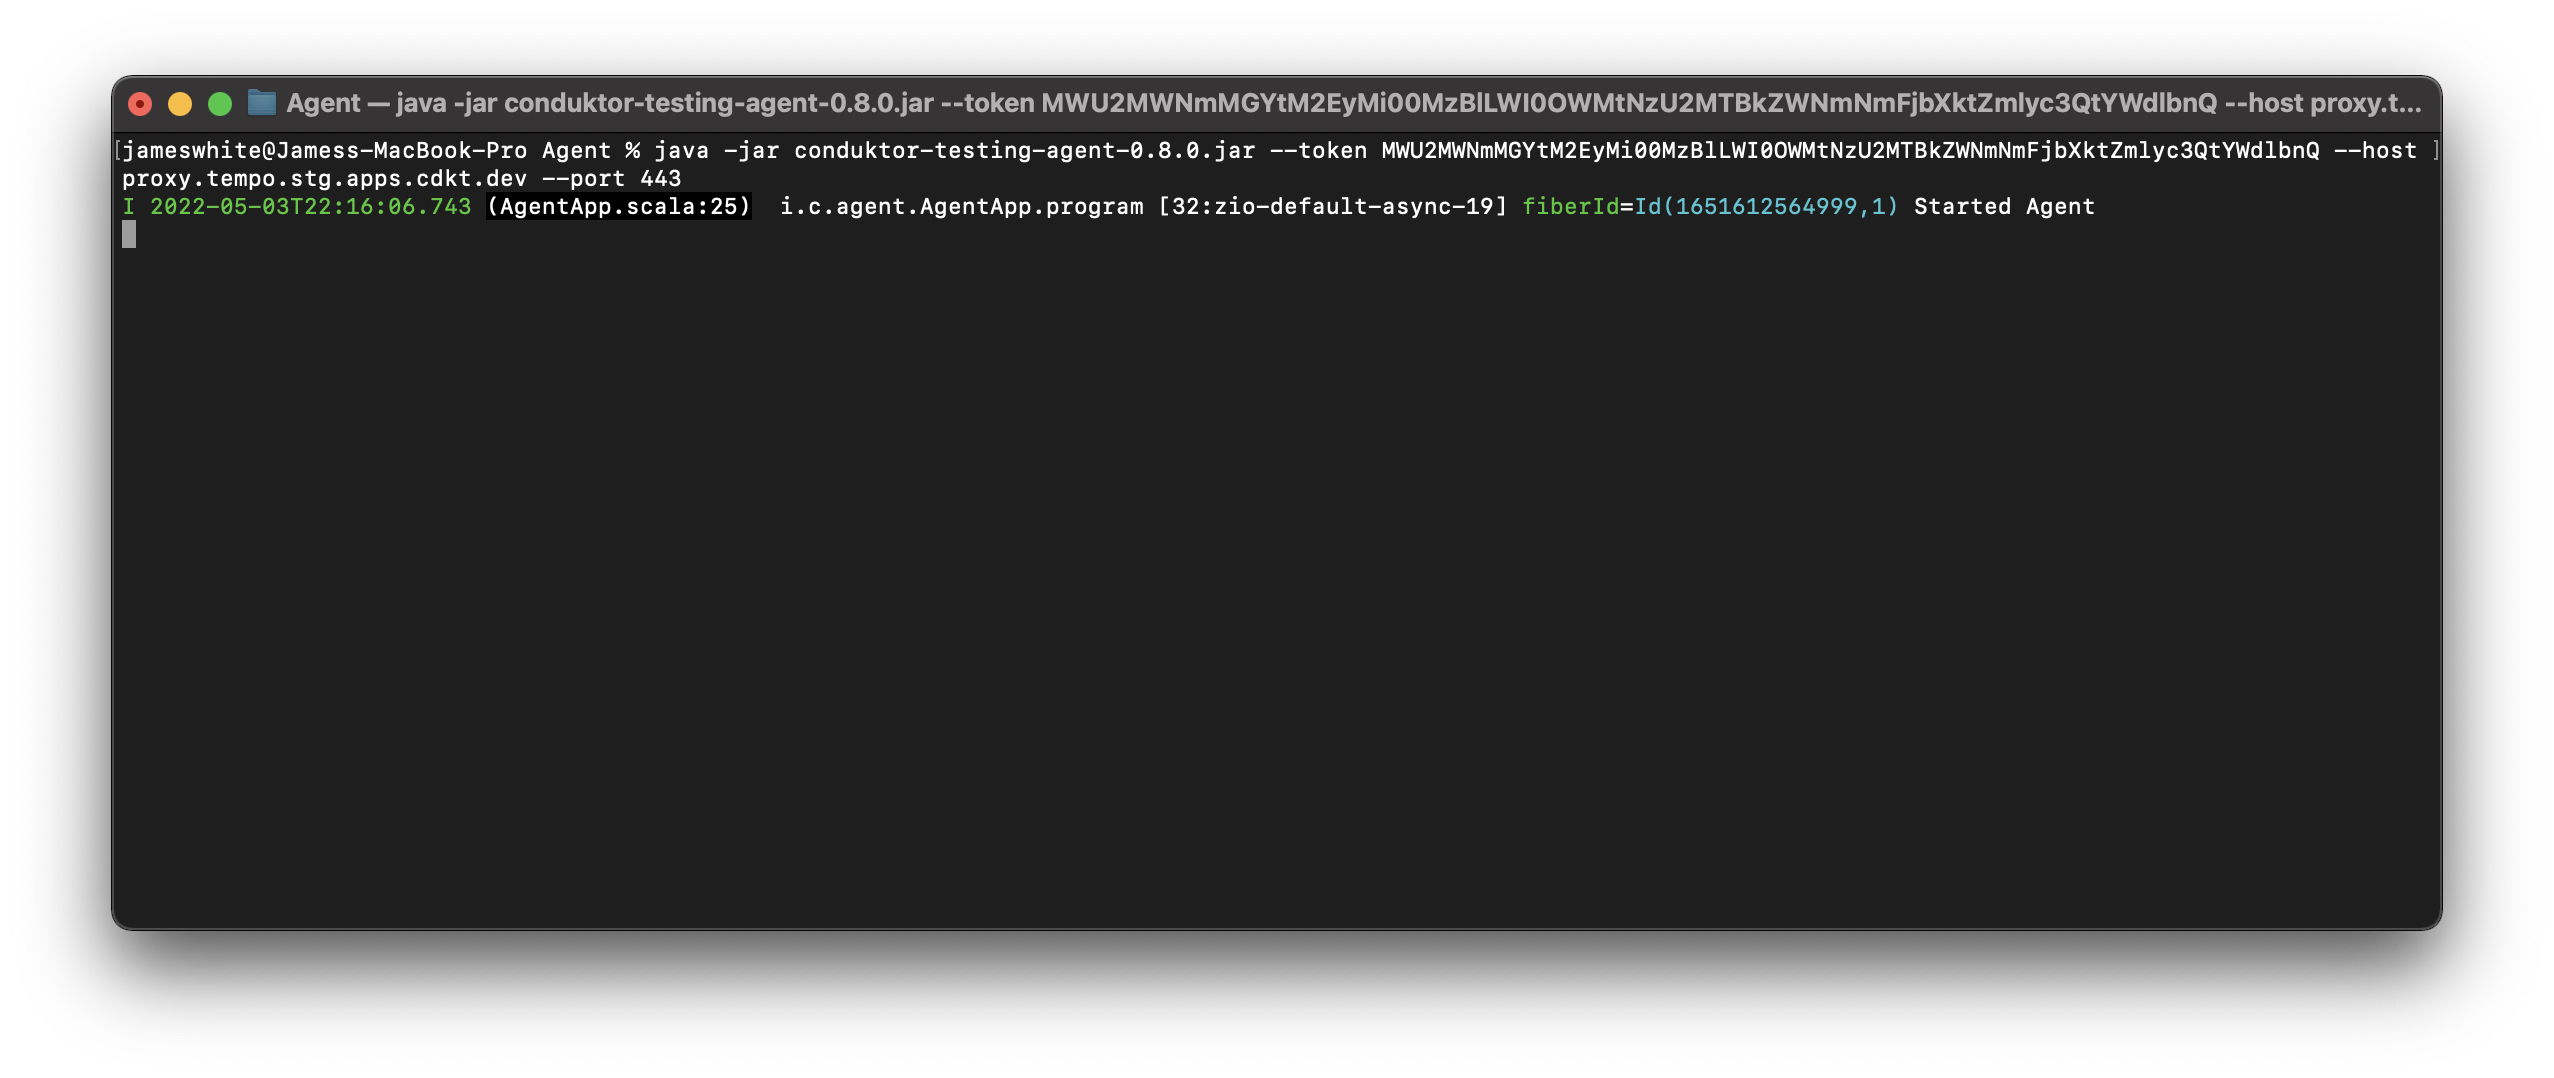 Agent — java -jar conduktor-testing-agent-0.8.0.jar --token MWU2MWNmMGYtM2EyMi00MzBlLWI0OWMtNzU2MTBkZWNmNmFjbXktZmlyc3QtYWdlbnQ --host proxy.t...
[jameswhite@Jamess-MacBook-Pro Agent % java -jar conduktor-testing-agent-0.8.0.jar --token MWU2MWNmMGYtM2EyMi00MzBlLWI0OWMtNzU2MTBkZWNmNmFjbXktZmlyc3QtYWdlbnQ --host ]
proxy.tempo.stg.apps.cdkt.dev --port 443
I 2022-05-03T22:16:06.743 (AgentApp.scala:25)  i.c.agent.AgentApp.program [32:zio-default-async-19] fiberId=Id(1651612564999,1) Started Agent